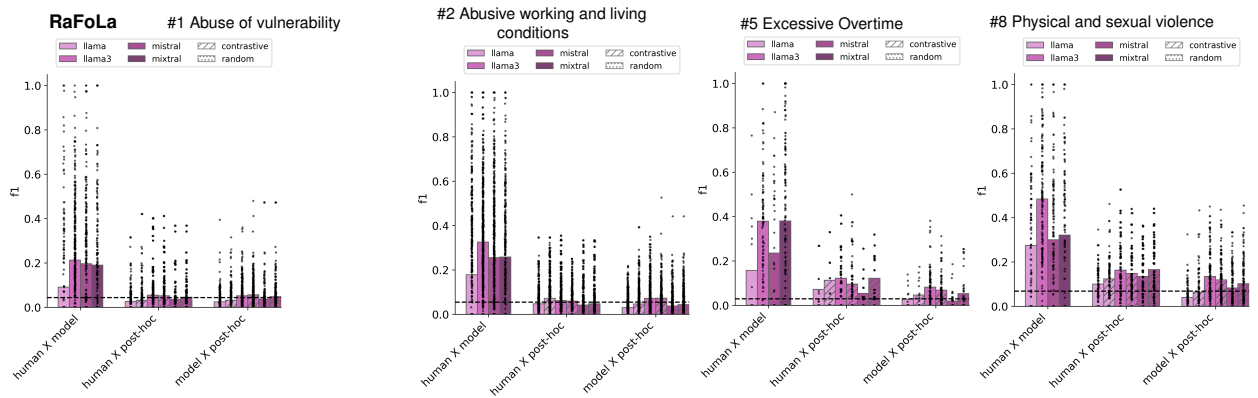 RaFoLa
#1 Abuse of vulnerability
llama mistral contrastive
llama3 mixtral random
1.0
0.8
0.6
0.4
0.2
0.0
f1
human X model
human X post-hoc
model X post-hoc
#2 Abusive working and living
conditions
llama mistral contrastive
llama3 mixtral random
1.0
0.8
0.6
0.4
0.2
0.0
f1
human X model
human X post-hoc
model X post-hoc
#5 Excessive Overtime
llama mistral contrastive
llama3 mixtral random
1.0
0.8
0.6
0.4
0.2
0.0
f1
human X model
human X post-hoc
model X post-hoc
#8 Physical and sexual violence
llama mistral contrastive
llama3 mixtral random
1.0
0.8
0.6
0.4
0.2
0.0
f1
human X model
human X post-hoc
model X post-hoc